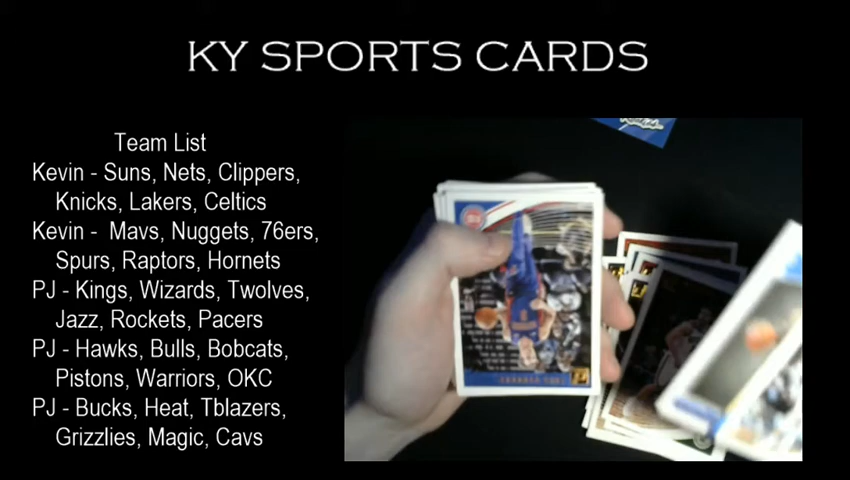 KY SPORTS CARDS
Team List
Kevin - Suns, Nets, Clippers,
Knicks, Lakers, Celtics
Kevin - Mavs, Nuggets, 76ers,
Spurs, Raptors, Hornets
PJ - Kings, Wizards, Twolves,
Jazz, Rockets, Pacers
PJ - Hawks, Bulls, Bobcats,
Pistons, Warriors, OKC
PJ - Bucks, Heat, Tblazers,
Grizzlies, Magic, Cavs